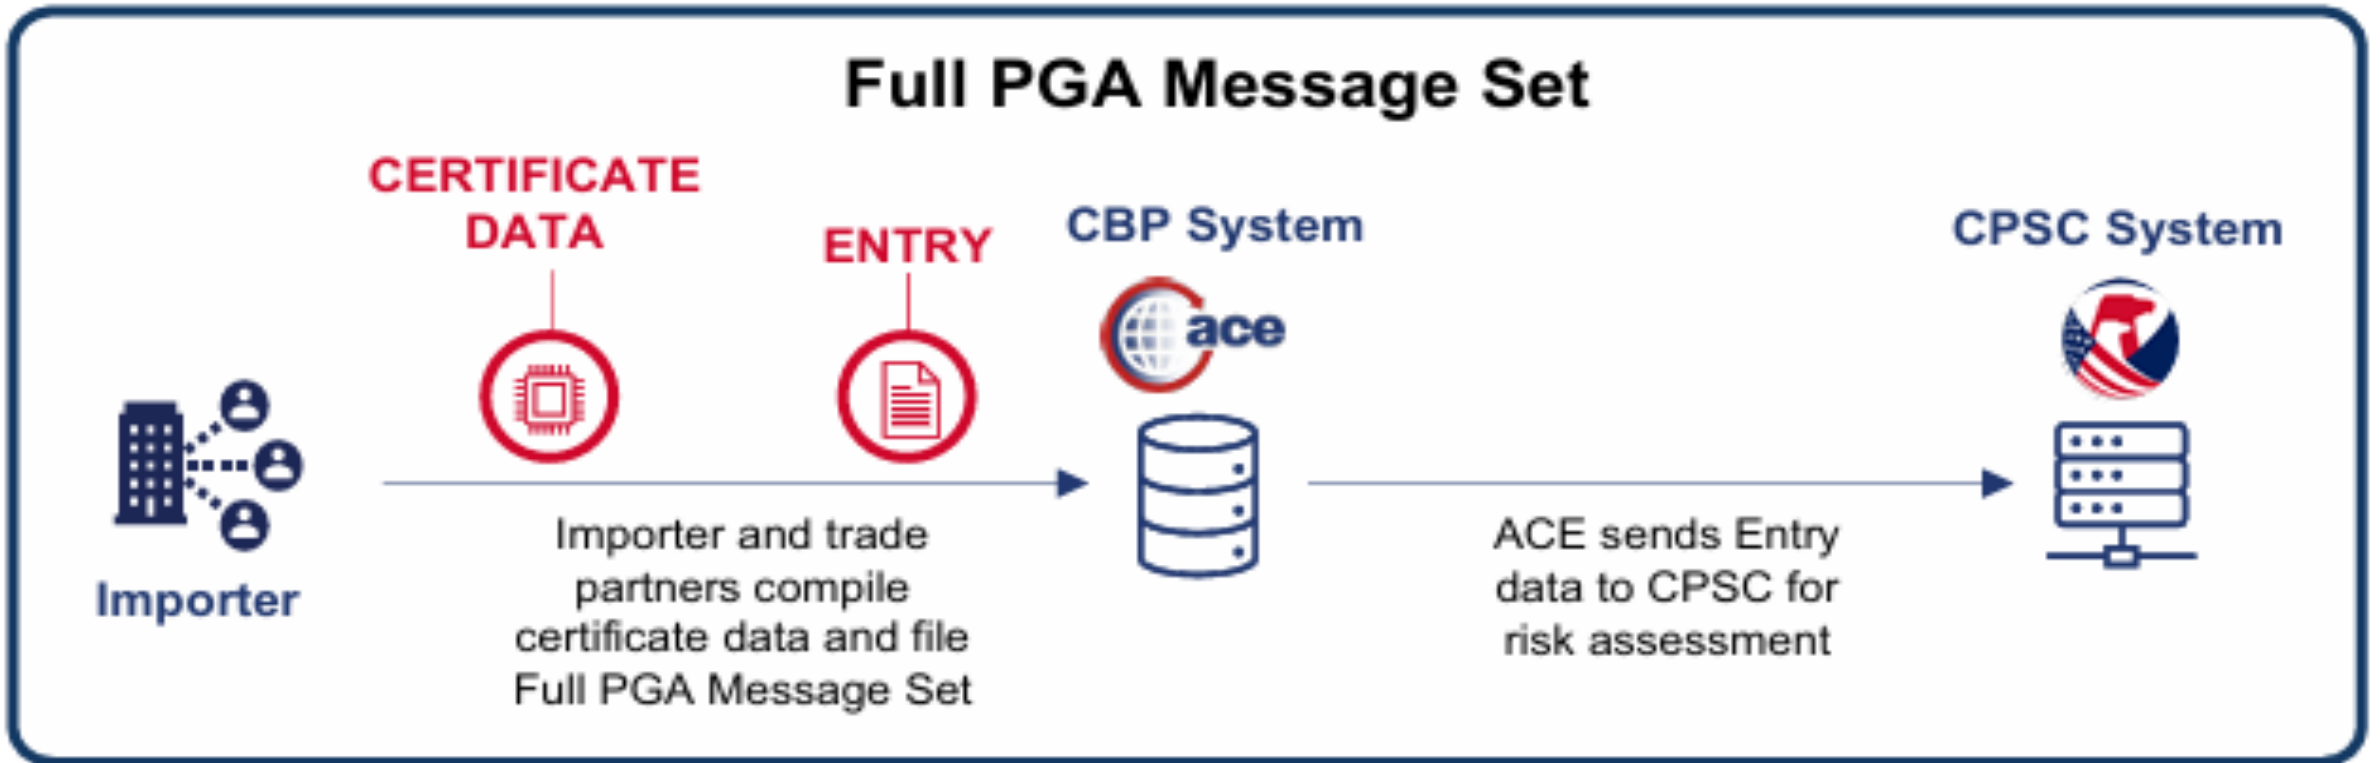 Full PGA Message Set
CERTIFICATE
DATA
ENTRY
CBP System
CPSC System
ace
Importer
Importer and trade
partners compile
certificate data and file
Full PGA Message Set
ACE sends Entry
data to CPSC for
risk assessment